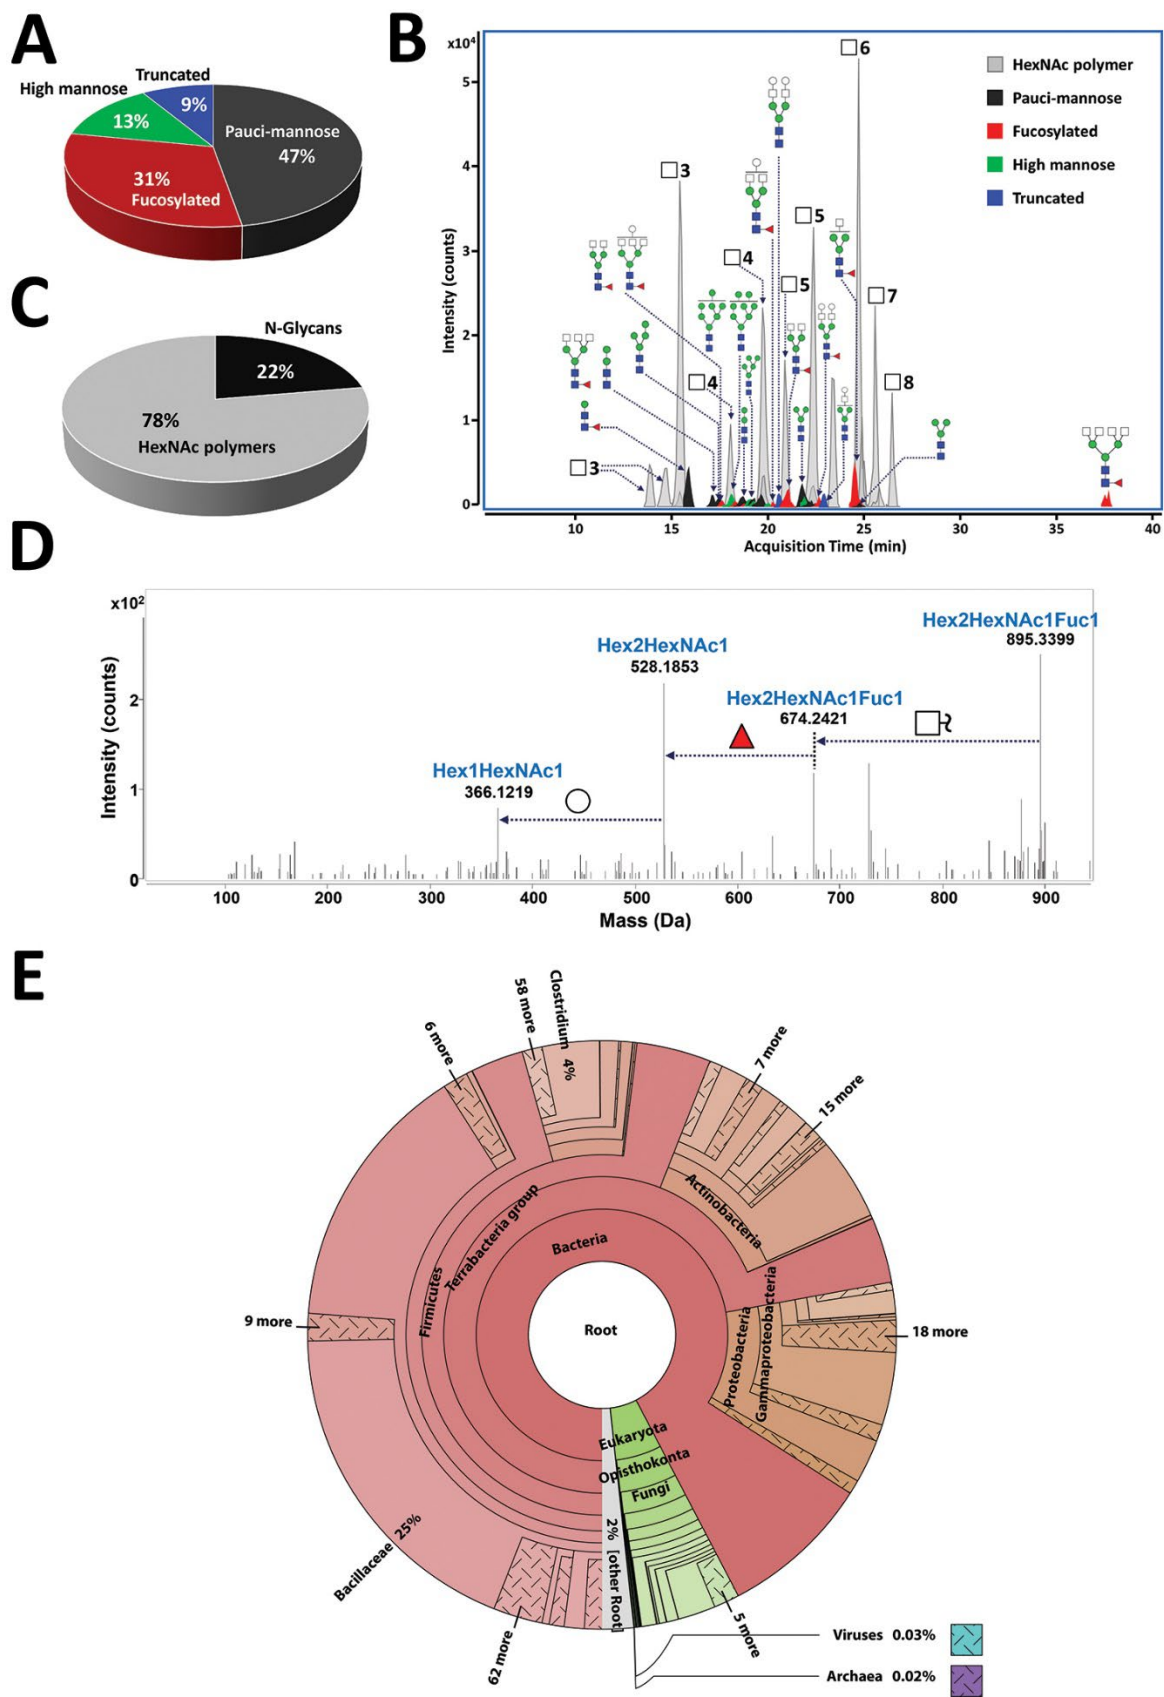 A
Truncated
High mannose
9%
13%
Pauci-mannose
47%
31%
Fucosylated
B
x10⁴
6
HexNAc polymer
Pauci-mannose
Fucosylated
High mannose
Truncated
5
4
3
2
1
0
Intensity (counts)
3
4
5
5
4
7
8
3
10
15
20
25
30
35
40
Acquisition Time (min)
C
N-Glycans
22%
78%
HexNAc polymers
D
x10²
Intensity (counts)
2
1
0
Hex2HexNAc1Fuc1
895.3399
Hex2HexNAc1
528.1853
Hex2HexNAc1Fuc1
674.2421
Hex1HexNAc1
366.1219
100
200
300
400
500
600
700
800
900
Mass (Da)
E
58 more
Clostridium 4%
6 more
7 more
15 more
Actinobacteria
Terrabacteria group
Firmicutes
Bacteria
Root
9 more
Proteobacteria
Gammaproteobacteria
18 more
Eukaryota
Opisthokonta
Fungi
2% [other Root]
Bacillaceae 25%
62 more
5 more
Viruses 0.03%
Archaea 0.02%